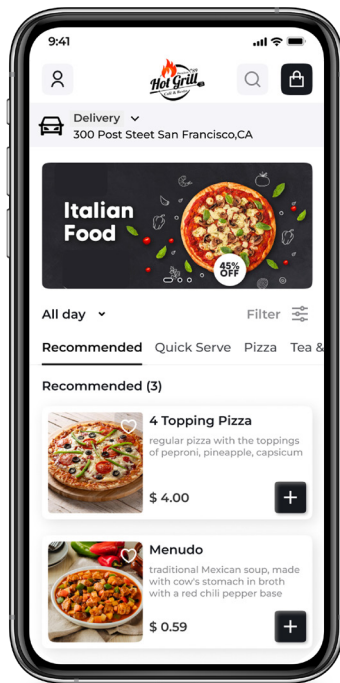 9:41
Hot Grill
Delivery
300 Post Steet San Francisco,CA
Italian
Food
45%
OFF
All day
Filter
Recommended Quick Serve Pizza Tea &
Recommended (3)
4 Topping Pizza
regular pizza with the toppings
of peproni, pineapple, capsicum
$ 4.00
Menudo
traditional Mexican soup, made
with cow's stomach in broth
with a red chili pepper base
$ 0.59